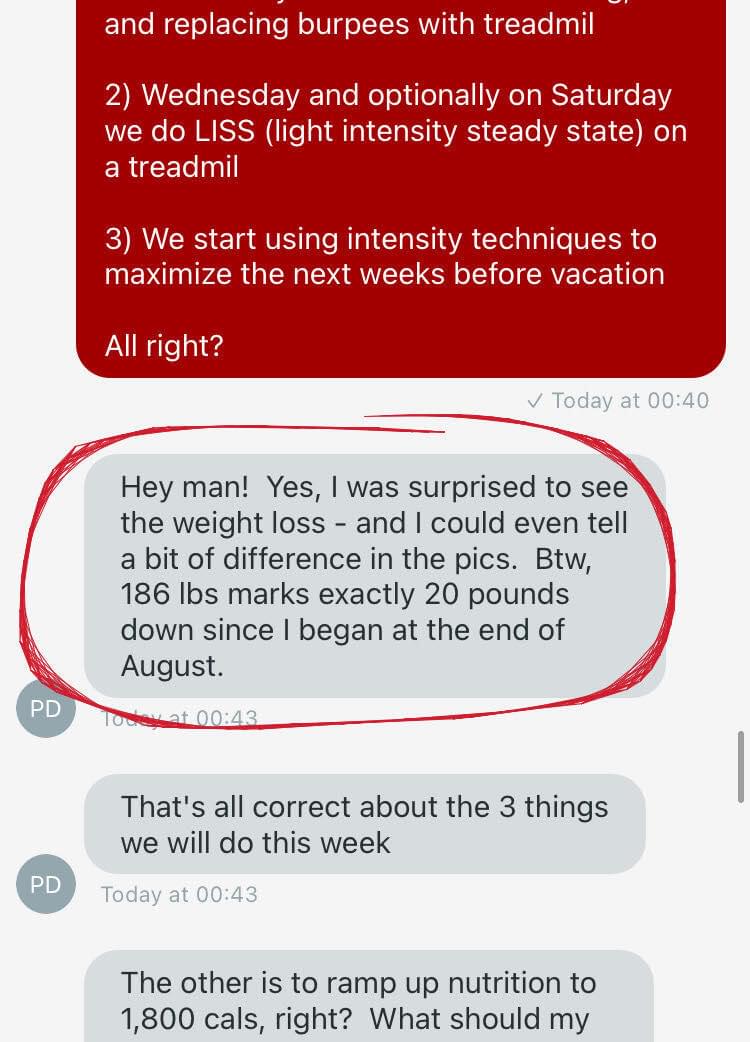 and replacing burpees with treadmil
2) Wednesday and optionally on Saturday
we do LISS (light intensity steady state) on
a treadmil
3) We start using intensity techniques to
maximize the next weeks before vacation
All right?
✓ Today at 00:40
Hey man!  Yes, I was surprised to see
the weight loss - and I could even tell
a bit of difference in the pics.  Btw,
186 lbs marks exactly 20 pounds
down since I began at the end of
August.
PD
Today at 00:43
That's all correct about the 3 things
we will do this week
PD
Today at 00:43
The other is to ramp up nutrition to
1,800 cals, right?  What should my